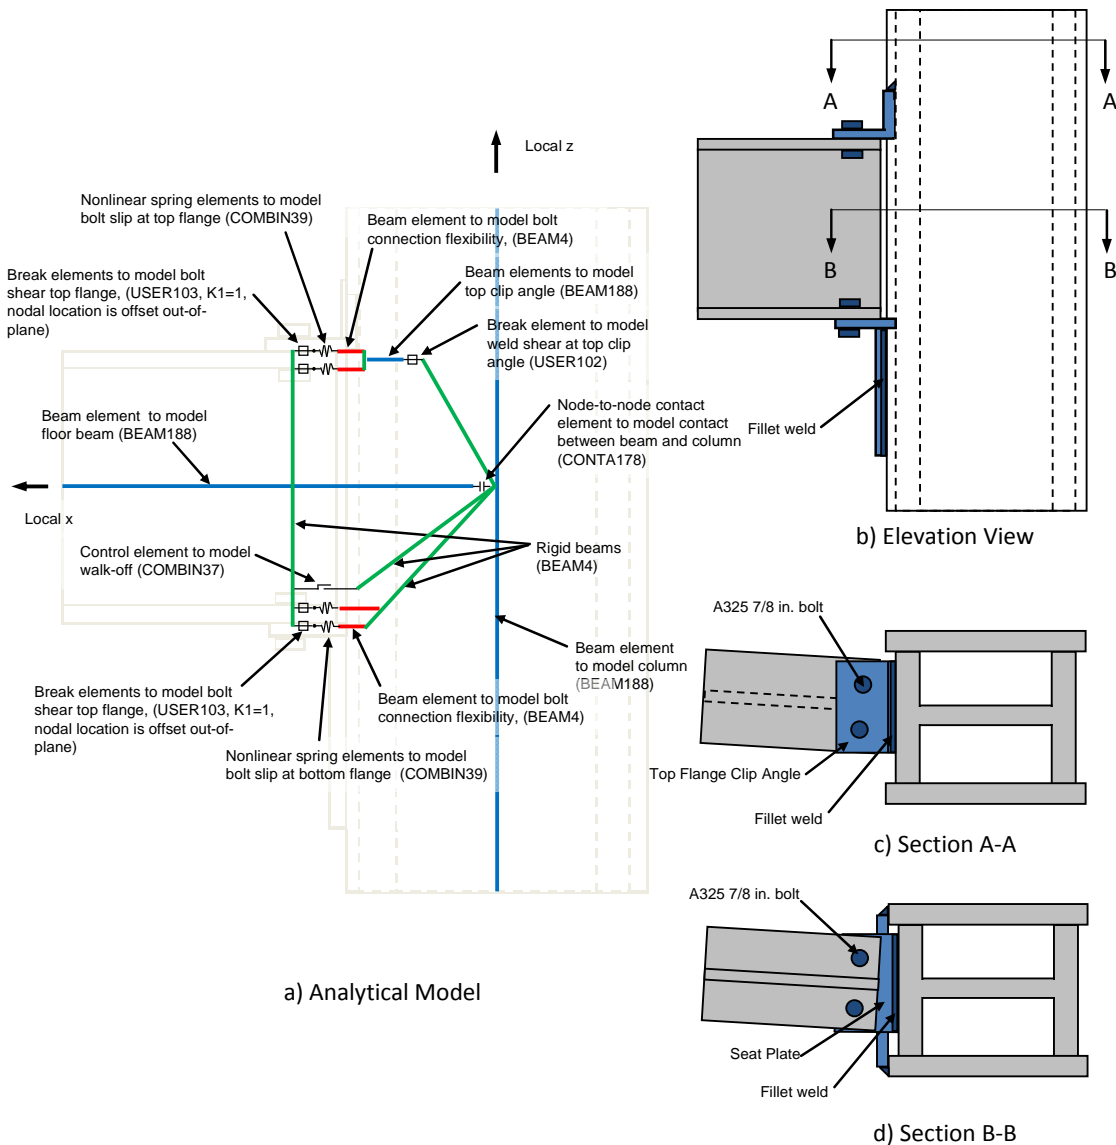 Local z
Nonlinear spring elements to model
bolt slip at top flange (COMBIN39)
Beam element to model bolt
connection flexibility, (BEAM4)
Break elements to model bolt
shear top flange, (USER103, K1=1,
nodal location is offset out-of-
plane)
Beam elements to model
top clip angle (BEAM188)
Break element to model
weld shear at top clip
angle (USER102)
Beam element  to model
floor beam (BEAM188)
Node-to-node contact
element to model contact
between beam and column
(CONTA178)
Local x
Control element to model
walk-off (COMBIN37)
Rigid beams
(BEAM4)
Break elements to model bolt
shear top flange, (USER103, K1=1,
nodal location is offset out-of-
plane)
Beam element to model bolt
connection flexibility, (BEAM4)
Beam element
to model column
(BEAM188)
Nonlinear spring elements to model
bolt slip at bottom flange  (COMBIN39)
a) Analytical Model
A
A
B
B
Fillet weld
b) Elevation View
A325 7/8 in. bolt
Top Flange Clip Angle
Fillet weld
c) Section A-A
A325 7/8 in. bolt
Seat Plate
Fillet weld
d) Section B-B